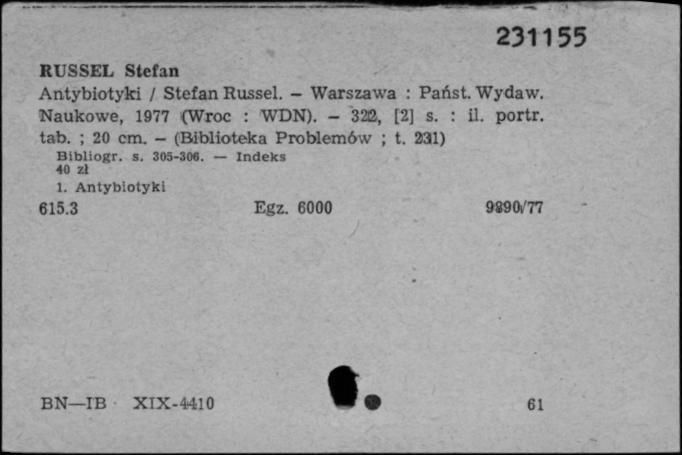 231155
RUSSEL Stefan
Antybiotyki / Stefan Russel. — Warszawa : Państ. Wydaw.
Naukowe, 1977 (Wroc : WDN). — 322, [2] s. : il. portr.
tab. ; 20 cm. — (Biblioteka Problemów ; t. 231)
Bibliogr. s. 305-306. — Indeks
40 zł
1. Antybiotyki
615.3 Egz. 6000 9890/77
BN—IB XIX-4410 61